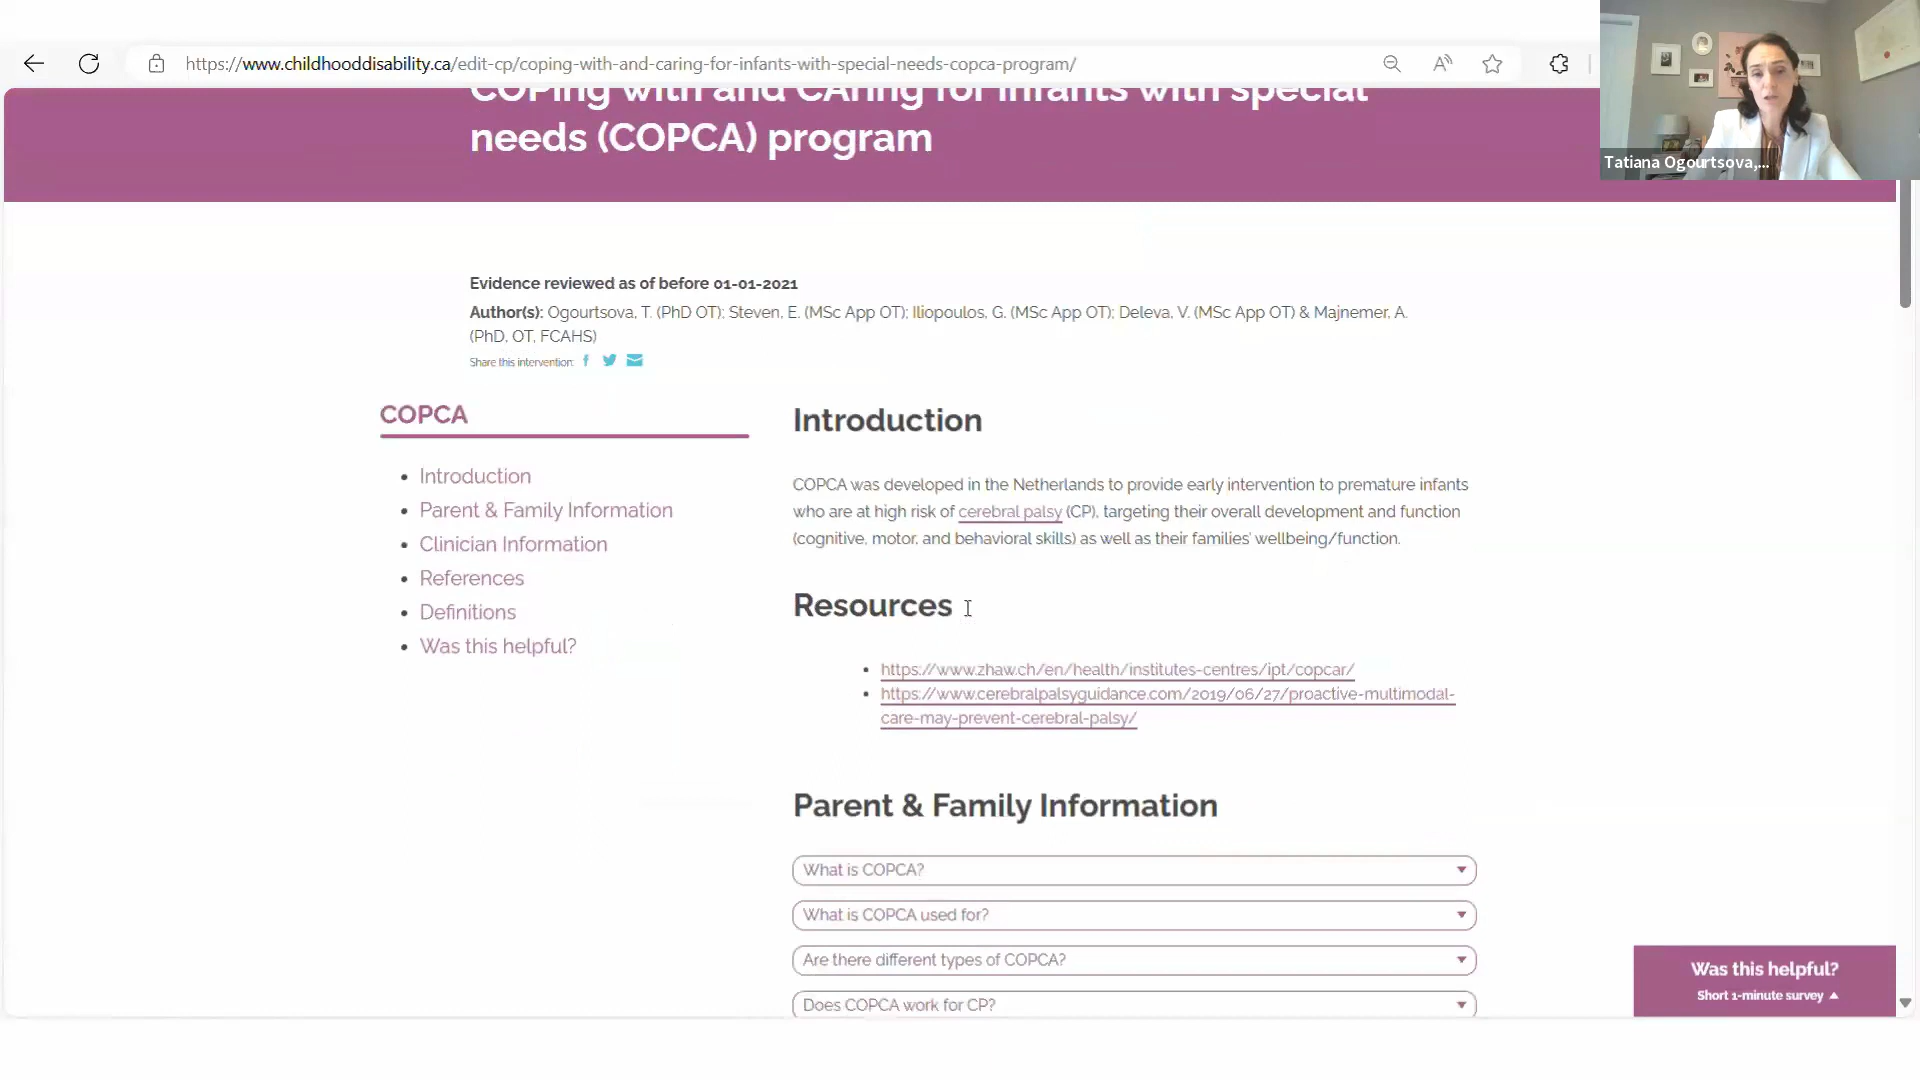 https://www.childhooddisability.ca/edit-cp/coping-with-and-caring-for-infants-with-special-needs-copca-program/
Tatiana Ogourtsova,...
COPing with and CAring for infants with special
needs (COPCA) program
Evidence reviewed as of before 01-01-2021
Author(s): Ogourtsova, T. (PhD OT); Steven, E. (MSc App OT); Iliopoulos, G. (MSc App OT); Deleva, V. (MSc App OT) & Majnemer, A.
(PhD, OT, FCAHS)
Share this intervention:
COPCA
Introduction
Parent & Family Information
Clinician Information
References
Definitions
Was this helpful?
Introduction
COPCA was developed in the Netherlands to provide early intervention to premature infants
who are at high risk of cerebral palsy (CP), targeting their overall development and function
(cognitive, motor, and behavioral skills) as well as their families' wellbeing/function.
Resources
https://www.zhaw.ch/en/health/institutes-centres/ipt/copcar/
https://www.cerebralpalsyguidance.com/2019/06/27/proactive-multimodal-
care-may-prevent-cerebral-palsy/
Parent & Family Information
What is COPCA?
What is COPCA used for?
Are there different types of COPCA?
Does COPCA work for CP?
Was this helpful?
Short 1-minute survey